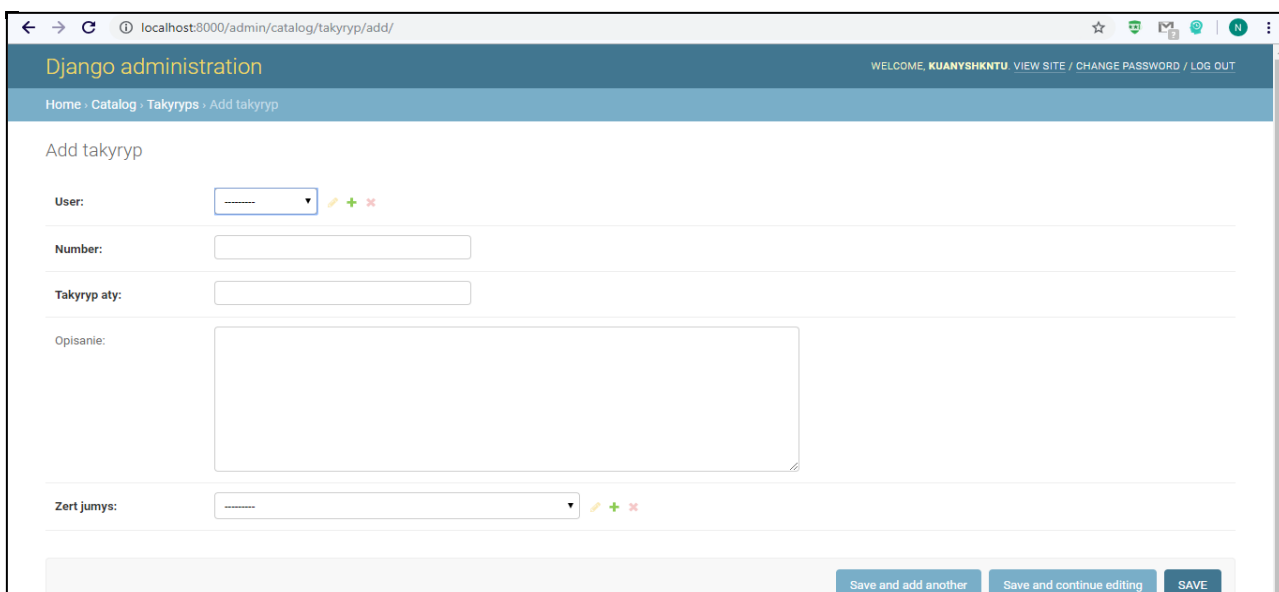 localhost:8000/admin/catalog/takyryp/add/
N
Django administration
WELCOME, KUANYSHKNTU. VIEW SITE / CHANGE PASSWORD / LOG OUT
Home › Catalog › Takyryps › Add takyryp
Add takyryp
User: ---------
Number:
Takyryp aty:
Opisanie:
Zert jumys: ---------
Save and add another Save and continue editing SAVE